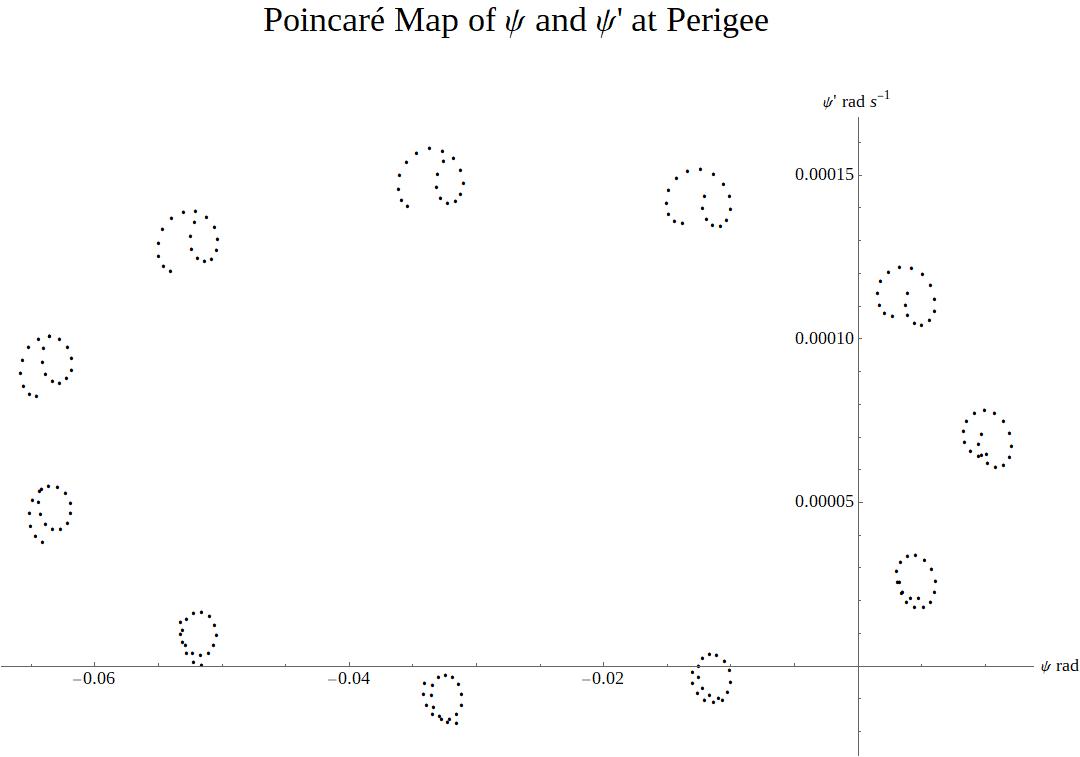 Poincaré Map of ψ and ψ' at Perigee
ψ' rad s⁻¹
0.00015
0.00010
0.00005
−0.06
−0.04
−0.02
ψ rad